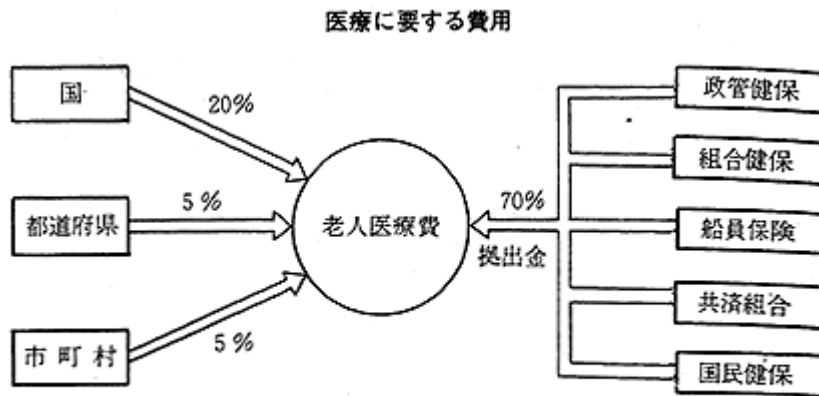 医療に要する費用
国
20%
都道府県
5%
市町村
5%
老人医療費
70%
拠出金
政管健保
組合健保
船員保険
共済組合
国民健保